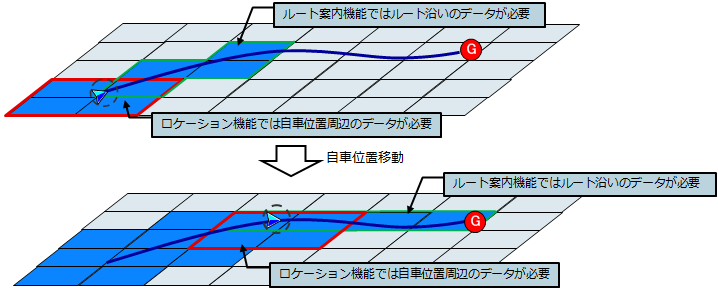 ルート案内機能ではルート沿いのデータが必要
G
ロケーション機能では自車位置周辺のデータが必要
自車位置移動
ルート案内機能ではルート沿いのデータが必要
G
ロケーション機能では自車位置周辺のデータが必要